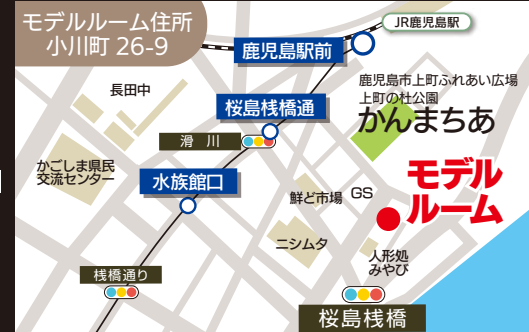 モデルルーム住所
小川町 26-9
JR鹿児島駅
鹿児島駅前
長田中
鹿児島市上町ふれあい広場
上町の杜公園
かんまちあ
桜島桟橋通
滑 川
かごしま県民
交流センター
水族館口
モデル
ルーム
鮮ど市場
GS
ニシムタ
人形処
みやび
桟橋通り
桜島桟橋